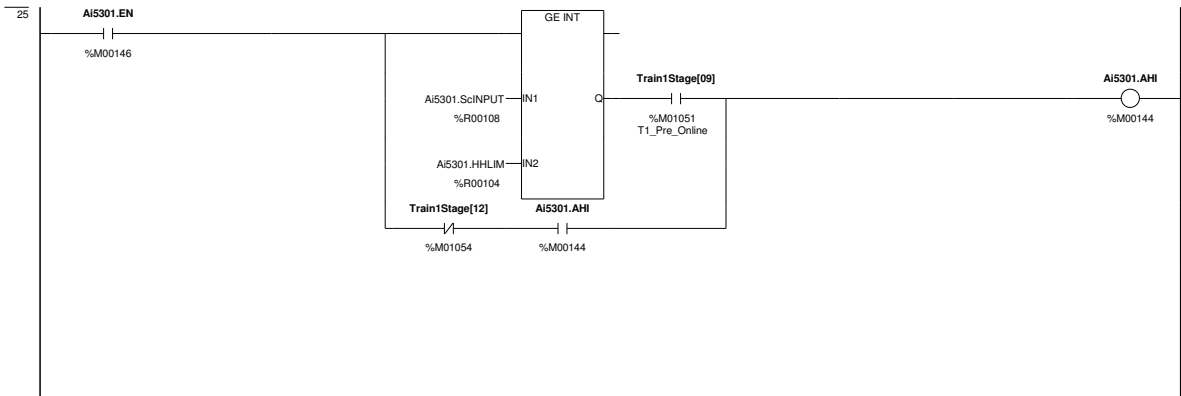 25
Ai5301.EN
%M00146
GE INT
Ai5301.ScINPUT
IN1
Q
%R00108
Train1Stage[09]
%M01051
T1_Pre_Online
Ai5301.AHI
%M00144
Ai5301.HHLIM
IN2
%R00104
Train1Stage[12]
%M01054
Ai5301.AHI
%M00144